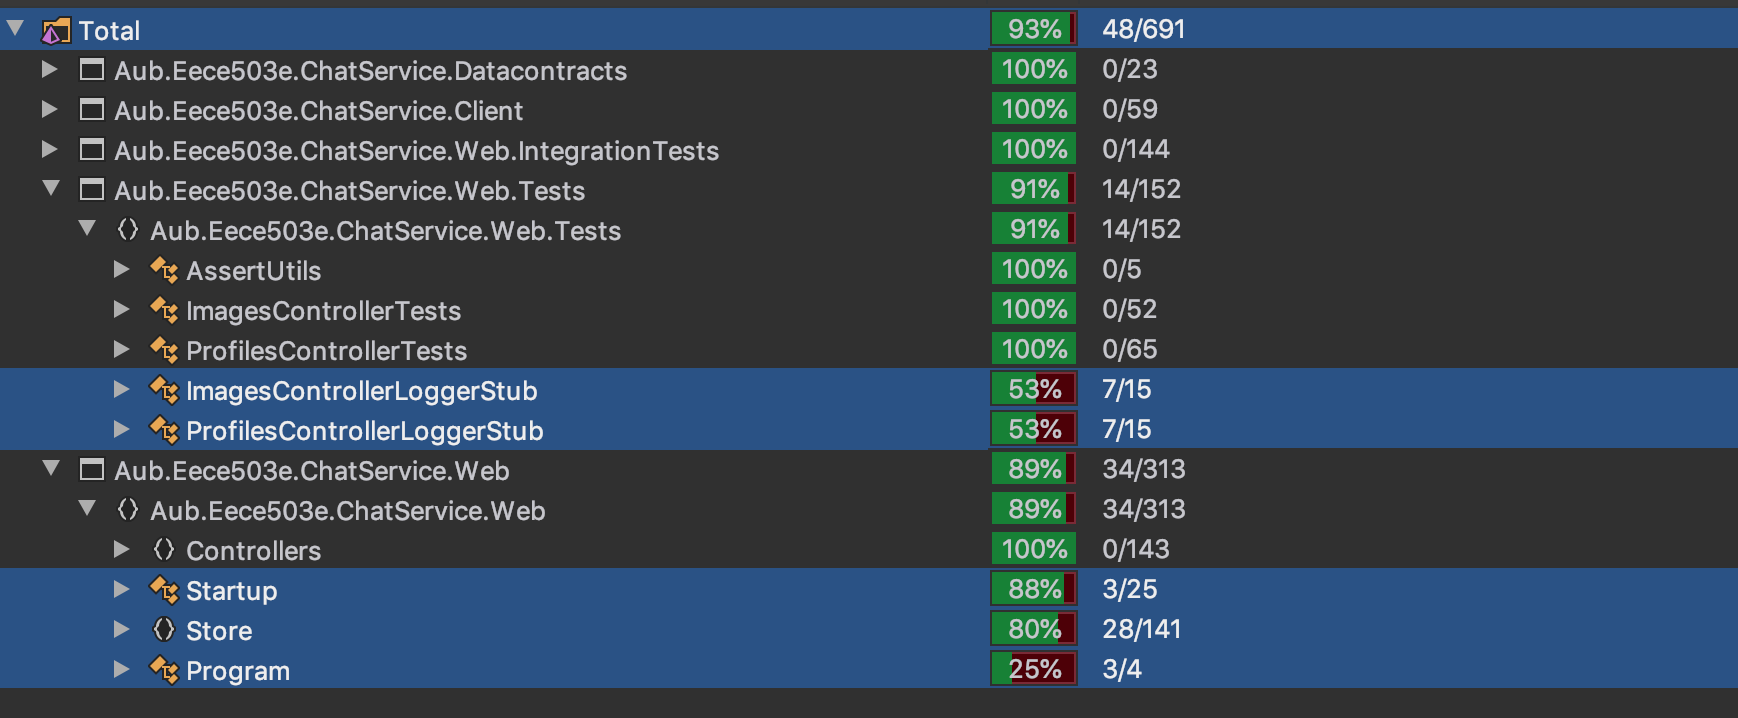 Total 93% 48/691
Aub.Eece503e.ChatService.Datacontracts 100% 0/23
Aub.Eece503e.ChatService.Client 100% 0/59
Aub.Eece503e.ChatService.Web.IntegrationTests 100% 0/144
Aub.Eece503e.ChatService.Web.Tests 91% 14/152
Aub.Eece503e.ChatService.Web.Tests 91% 14/152
AssertUtils 100% 0/5
ImagesControllerTests 100% 0/52
ProfilesControllerTests 100% 0/65
ImagesControllerLoggerStub 53% 7/15
ProfilesControllerLoggerStub 53% 7/15
Aub.Eece503e.ChatService.Web 89% 34/313
Aub.Eece503e.ChatService.Web 89% 34/313
Controllers 100% 0/143
Startup 88% 3/25
Store 80% 28/141
Program 25% 3/4